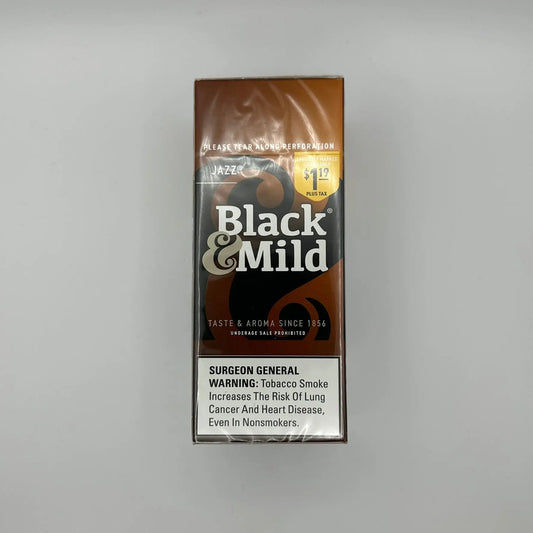 PLEASE TEAR ALONG PERFORATION
JAZZ®
$1.19
PLUS TAX
Black®
&Mild
TASTE & AROMA SINCE 1856
UNDERAGE SALE PROHIBITED
SURGEON GENERAL
WARNING: Tobacco Smoke
Increases The Risk Of Lung
Cancer And Heart Disease,
Even In Nonsmokers.